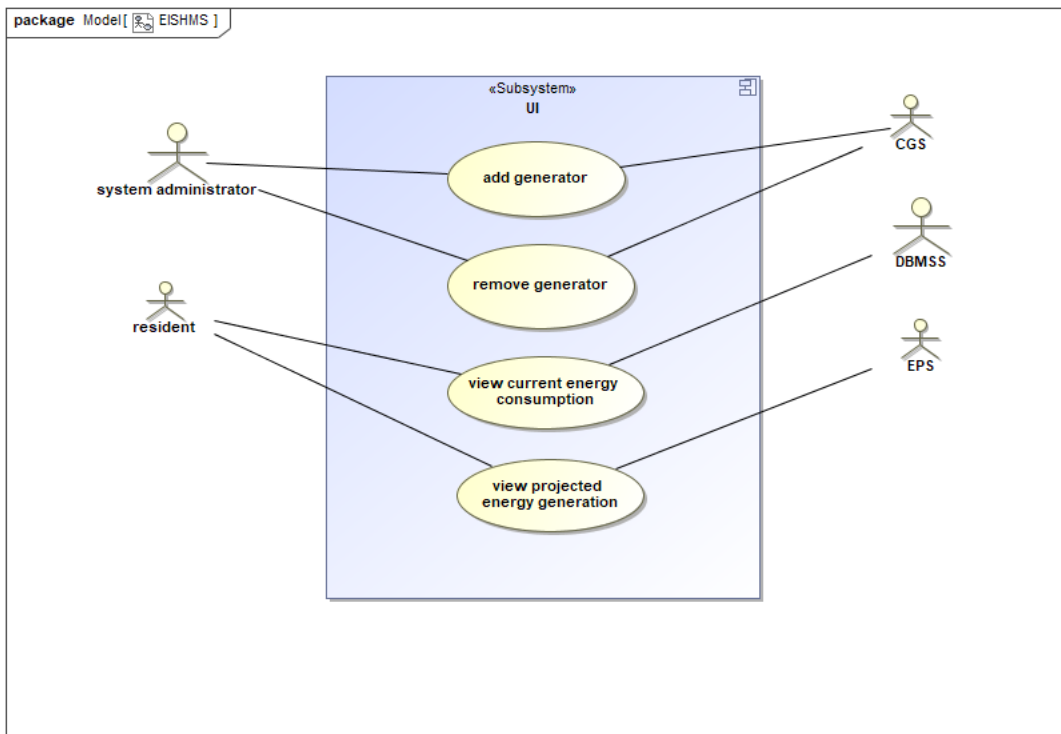 package Model[ EISHMS ]
«Subsystem»
UI
system administrator
resident
add generator
remove generator
view current energy
consumption
view projected
energy generation
CGS
DBMSS
EPS